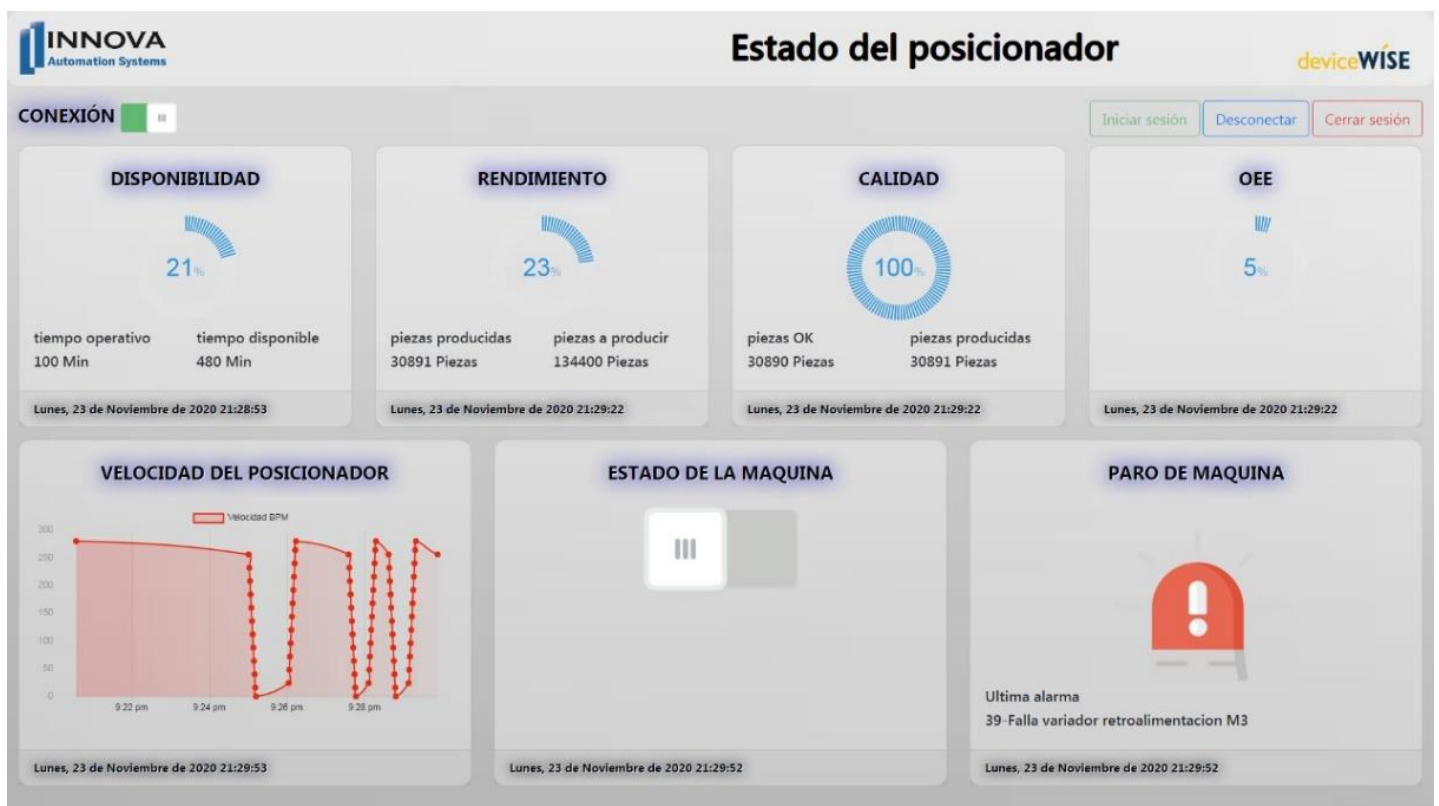 INNOVA
Automation Systems
Estado del posicionador
deviceWISE
CONEXIÓN
Iniciar sesión
Desconectar
Cerrar sesión
DISPONIBILIDAD
21%
tiempo operativo
tiempo disponible
100 Min
480 Min
Lunes, 23 de Noviembre de 2020 21:28:53
RENDIMIENTO
23%
piezas producidas
piezas a producir
30891 Piezas
134400 Piezas
Lunes, 23 de Noviembre de 2020 21:29:22
CALIDAD
100%
piezas OK
piezas producidas
30890 Piezas
30891 Piezas
Lunes, 23 de Noviembre de 2020 21:29:22
OEE
5%
Lunes, 23 de Noviembre de 2020 21:29:22
VELOCIDAD DEL POSICIONADOR
Velocidad BPM
300
250
200
150
100
50
0
9:22 pm
9:24 pm
9:26 pm
9:28 pm
Lunes, 23 de Noviembre de 2020 21:29:53
ESTADO DE LA MAQUINA
Lunes, 23 de Noviembre de 2020 21:29:52
PARO DE MAQUINA
Ultima alarma
39-Falla variador retroalimentacion M3
Lunes, 23 de Noviembre de 2020 21:29:52